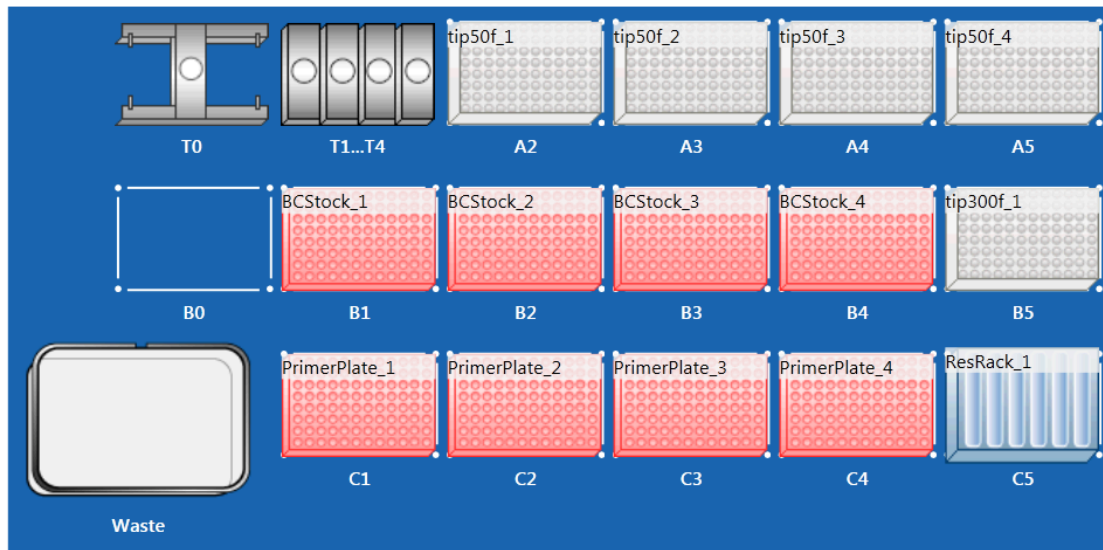 tip50f_1 tip50f_2 tip50f_3 tip50f_4
T0 T1...T4 A2 A3 A4 A5
BCStock_1 BCStock_2 BCStock_3 BCStock_4 tip300f_1
B0 B1 B2 B3 B4 B5
PrimerPlate_1 PrimerPlate_2 PrimerPlate_3 PrimerPlate_4 ResRack_1
C1 C2 C3 C4 C5
Waste